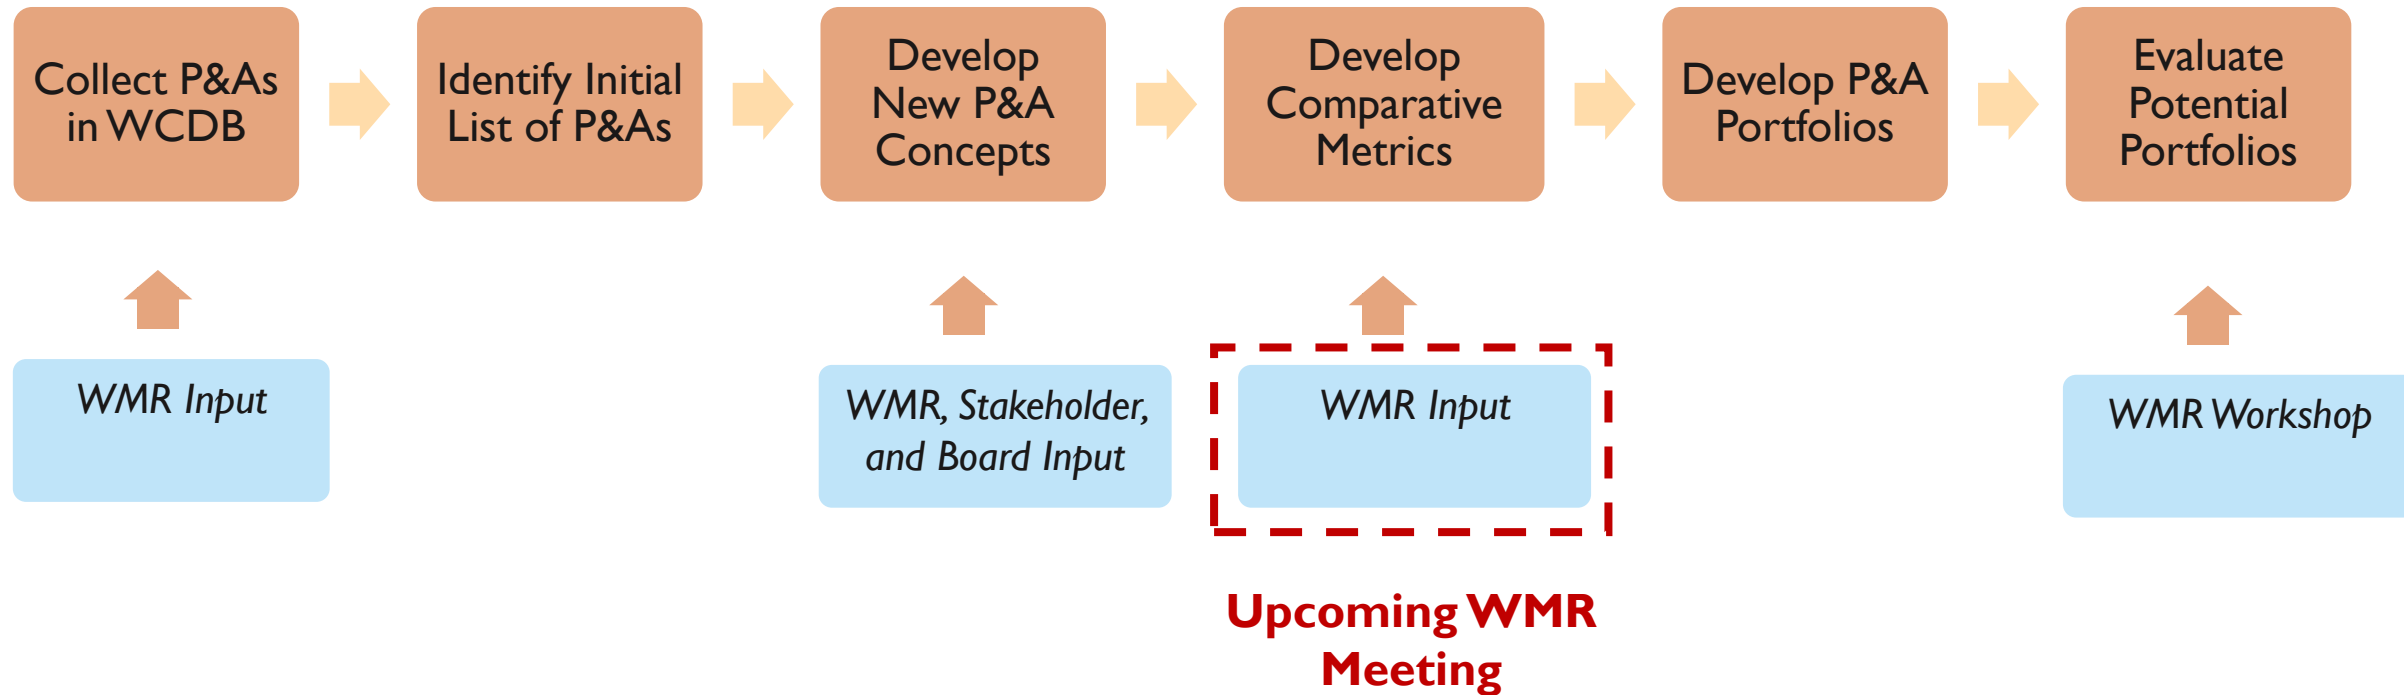 Collect P&As
in WCDB
Identify Initial
List of P&As
Develop
New P&A
Concepts
Develop
Comparative
Metrics
Develop P&A
Portfolios
Evaluate
Potential
Portfolios
WMR Input
WMR, Stakeholder,
and Board Input
WMR Input
WMR Workshop
Upcoming WMR
Meeting